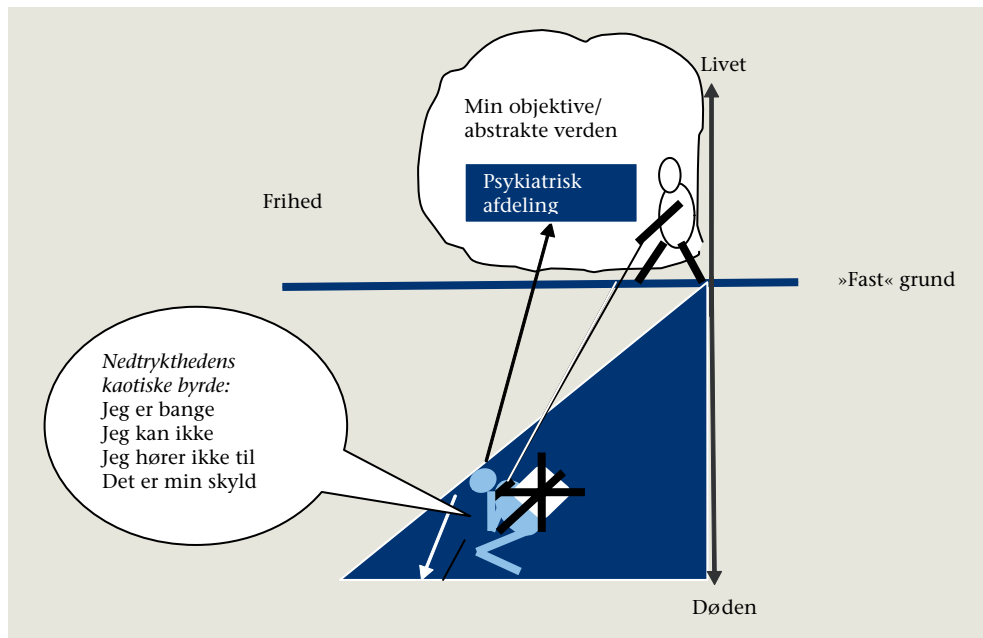 Livet
Min objektive/
abstrakte verden
Psykiatrisk
afdeling
Frihed
»Fast« grund
Nedtrykthedens
kaotiske byrde:
Jeg er bange
Jeg kan ikke
Jeg hører ikke til
Det er min skyld
Døden